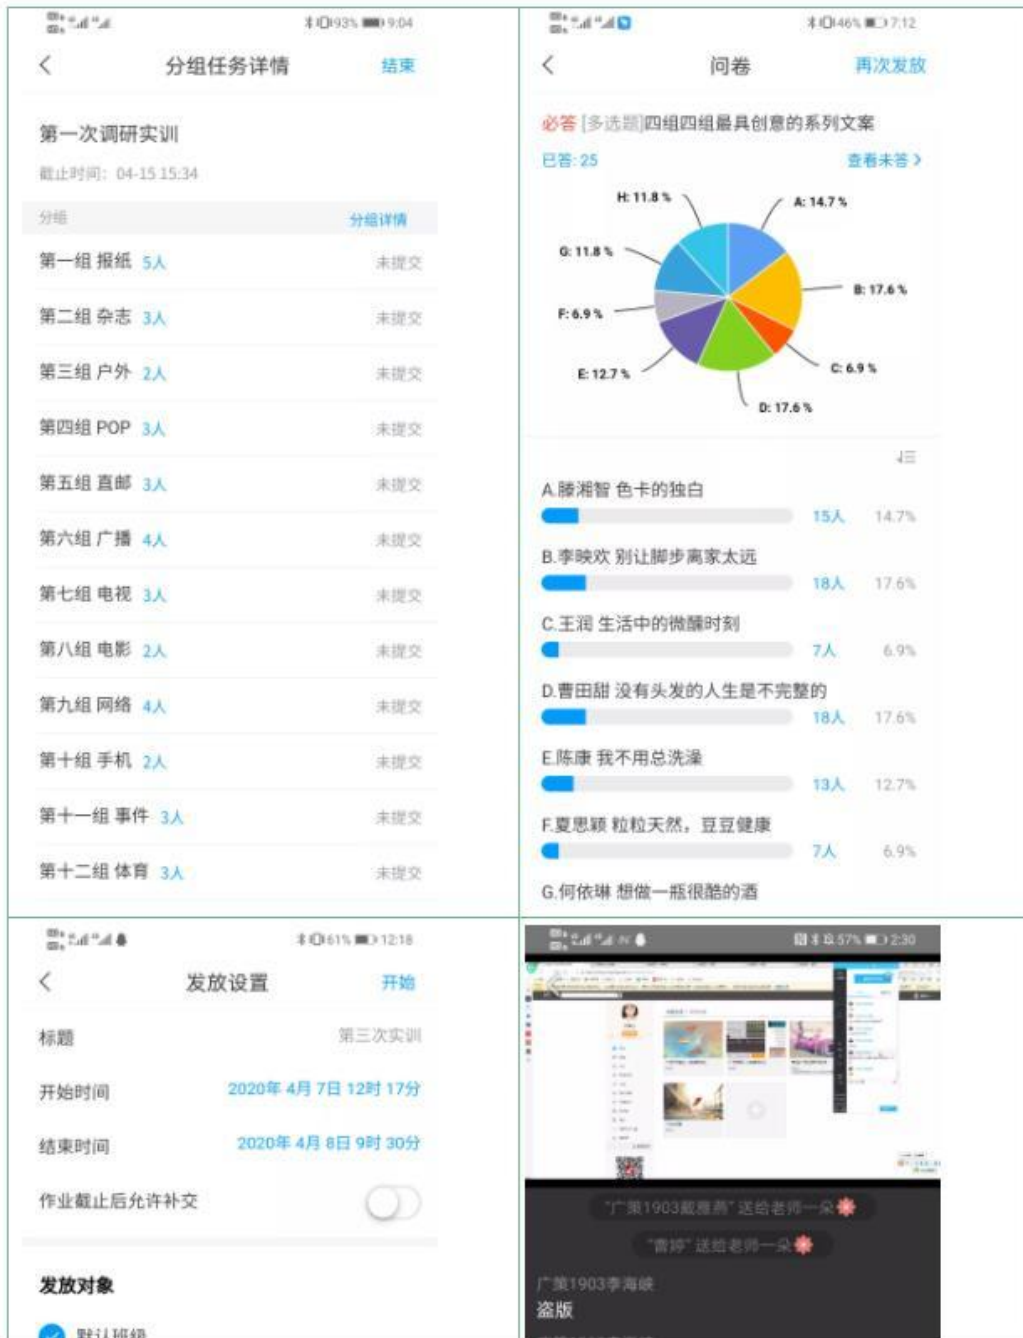 93% 9:04
分组任务详情 结束
第一次调研实训
截止时间：04-15 15:34
分组 分组详情
第一组 报纸 5人 未提交
第二组 杂志 3人 未提交
第三组 户外 2人 未提交
第四组 POP 3人 未提交
第五组 直邮 3人 未提交
第六组 广播 4人 未提交
第七组 电视 3人 未提交
第八组 电影 2人 未提交
第九组 网络 4人 未提交
第十组 手机 2人 未提交
第十一组 事件 3人 未提交
第十二组 体育 3人 未提交
46% 7:12
问卷 再次发放
必答 [多选题]四组四组最具创意的系列文案
已答: 25 查看未答
H: 11.8 % A: 14.7 %
G: 11.8 %
B: 17.6 %
F: 6.9 %
C: 6.9 %
E: 12.7 %
D: 17.6 %
A.滕湘智 色卡的独白
15人 14.7%
B.李映欢 别让脚步离家太远
18人 17.6%
C.王润 生活中的微醺时刻
7人 6.9%
D.曹田甜 没有头发的人生是不完整的
18人 17.6%
E.陈康 我不用总洗澡
13人 12.7%
F.夏思颖 粒粒天然，豆豆健康
7人 6.9%
G.何依琳 想做一瓶很酷的酒
61% 12:18
发放设置 开始
标题 第三次实训
开始时间 2020年 4月 7日 12时 17分
结束时间 2020年 4月 8日 9时 30分
作业截止后允许补交
发放对象
默认班级
57% 2:30
"广策1903戴雅燕" 送给老师一朵
"雷婷" 送给老师一朵
广策1903李海峡
盗版